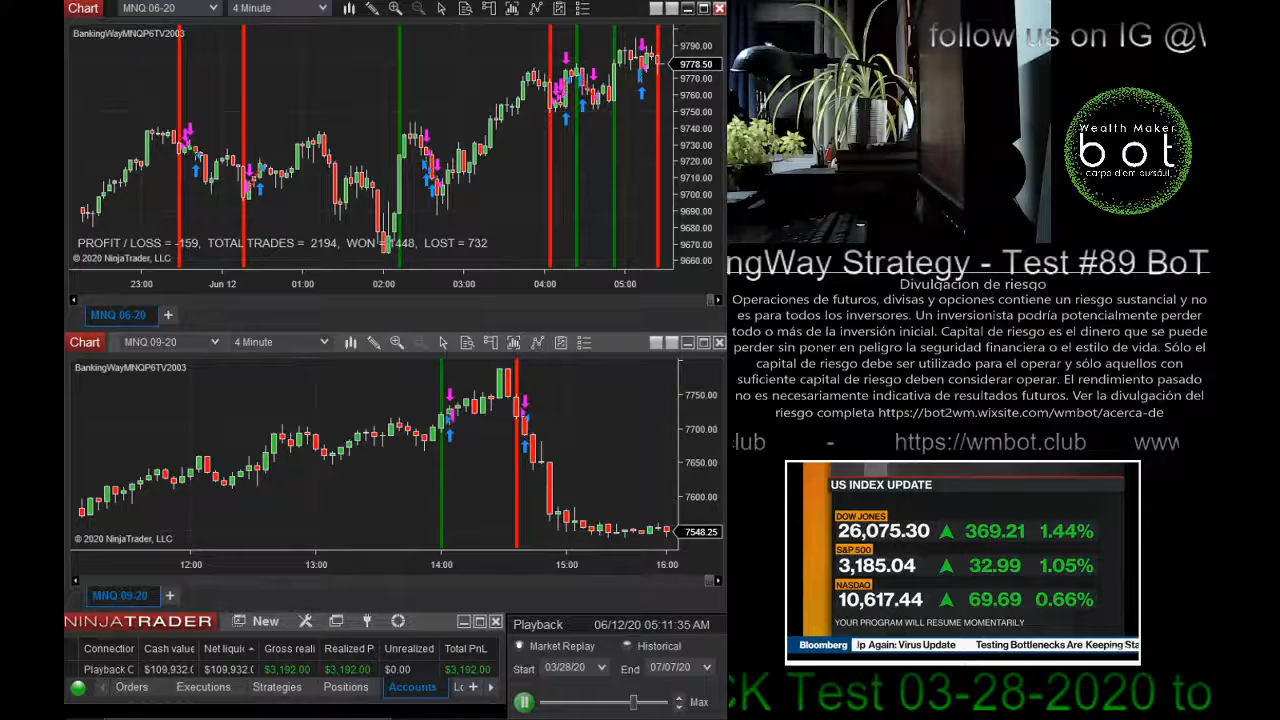 Chart MNQ 06-20 4 Minute
BankingWayMNQP6TV2003
9790.00
9778.50
9770.00
9760.00
9750.00
9740.00
9730.00
9720.00
9710.00
9700.00
9690.00
9680.00
9670.00
9660.00
PROFIT / LOSS = -159, TOTAL TRADES = 2194, WON = 1448, LOST = 732
© 2020 NinjaTrader, LLC
23:00 Jun 12 01:00 02:00 03:00 04:00 05:00
MNQ 06-20 +
Chart MNQ 09-20 4 Minute
BankingWayMNQP6TV2003
7750.00
7700.00
7650.00
7600.00
7548.25
© 2020 NinjaTrader, LLC
12:00 13:00 14:00 15:00 16:00
MNQ 09-20 +
NINJATRADER New
Connection Cash value Net liquid Gross reali Realized P Unrealized Total PnL
Playback C $109,932. $109,932. $3,192.00 $3,192.00 $0.00 $3,192.00
Orders Executions Strategies Positions Accounts +
Playback 06/12/20 05:11:35 AM
Market Replay Historical
Start 03/28/20 End 07/07/20
Max
follow us on IG @\
Wealth Maker
bot
ngWay Strategy - Test #89 BoT
Divulgacion de riesgo
Operaciones de futuros, divisas y opciones contiene un riesgo sustancial y no
es para todos los inversores. Un inversionista podría potencialmente perder
todo o más de la inversión inicial. Capital de riesgo es el dinero que se puede
perder sin poner en peligro la seguridad financiera o el estilo de vida. Sólo el
capital de riesgo debe ser utilizado para el operar y sólo aquellos con
suficiente capital de riesgo deben considerar operar. El rendimiento pasado
no es necesariamente indicativa de resultados futuros. Ver la divulgación del
riesgo completa https://bot2wm.wixsite.com/wmbot/acerca-de
lub - https://wmbot.club www
US INDEX UPDATE
DOW JONES
26,075.30 369.21 1.44%
S&P 500
3,185.04 32.99 1.05%
NASDAQ
10,617.44 69.69 0.66%
YOUR PROGRAM WILL RESUME MOMENTARILY
Bloomberg Up Again: Virus Update Testing Bottlenecks Are Keeping Sta
CK Test 03-28-2020 to